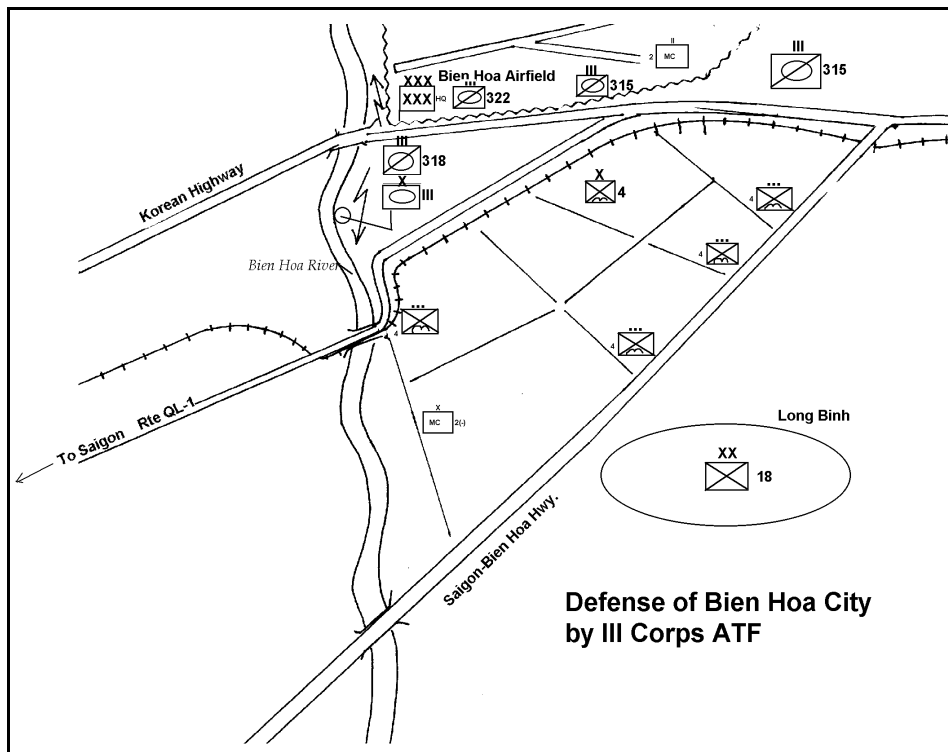 II
2 MC
III
315
XXX Bien Hoa Airfield
XXX HQ
322
III
315
III
318
Korean Highway
X
III
X
4
4
4
Bien Hoa River
4
4
To Saigon Rte QL-1
X
MC 2(-)
Long Binh
XX
18
Saigon-Bien Hoa Hwy.
Defense of Bien Hoa City
by III Corps ATF